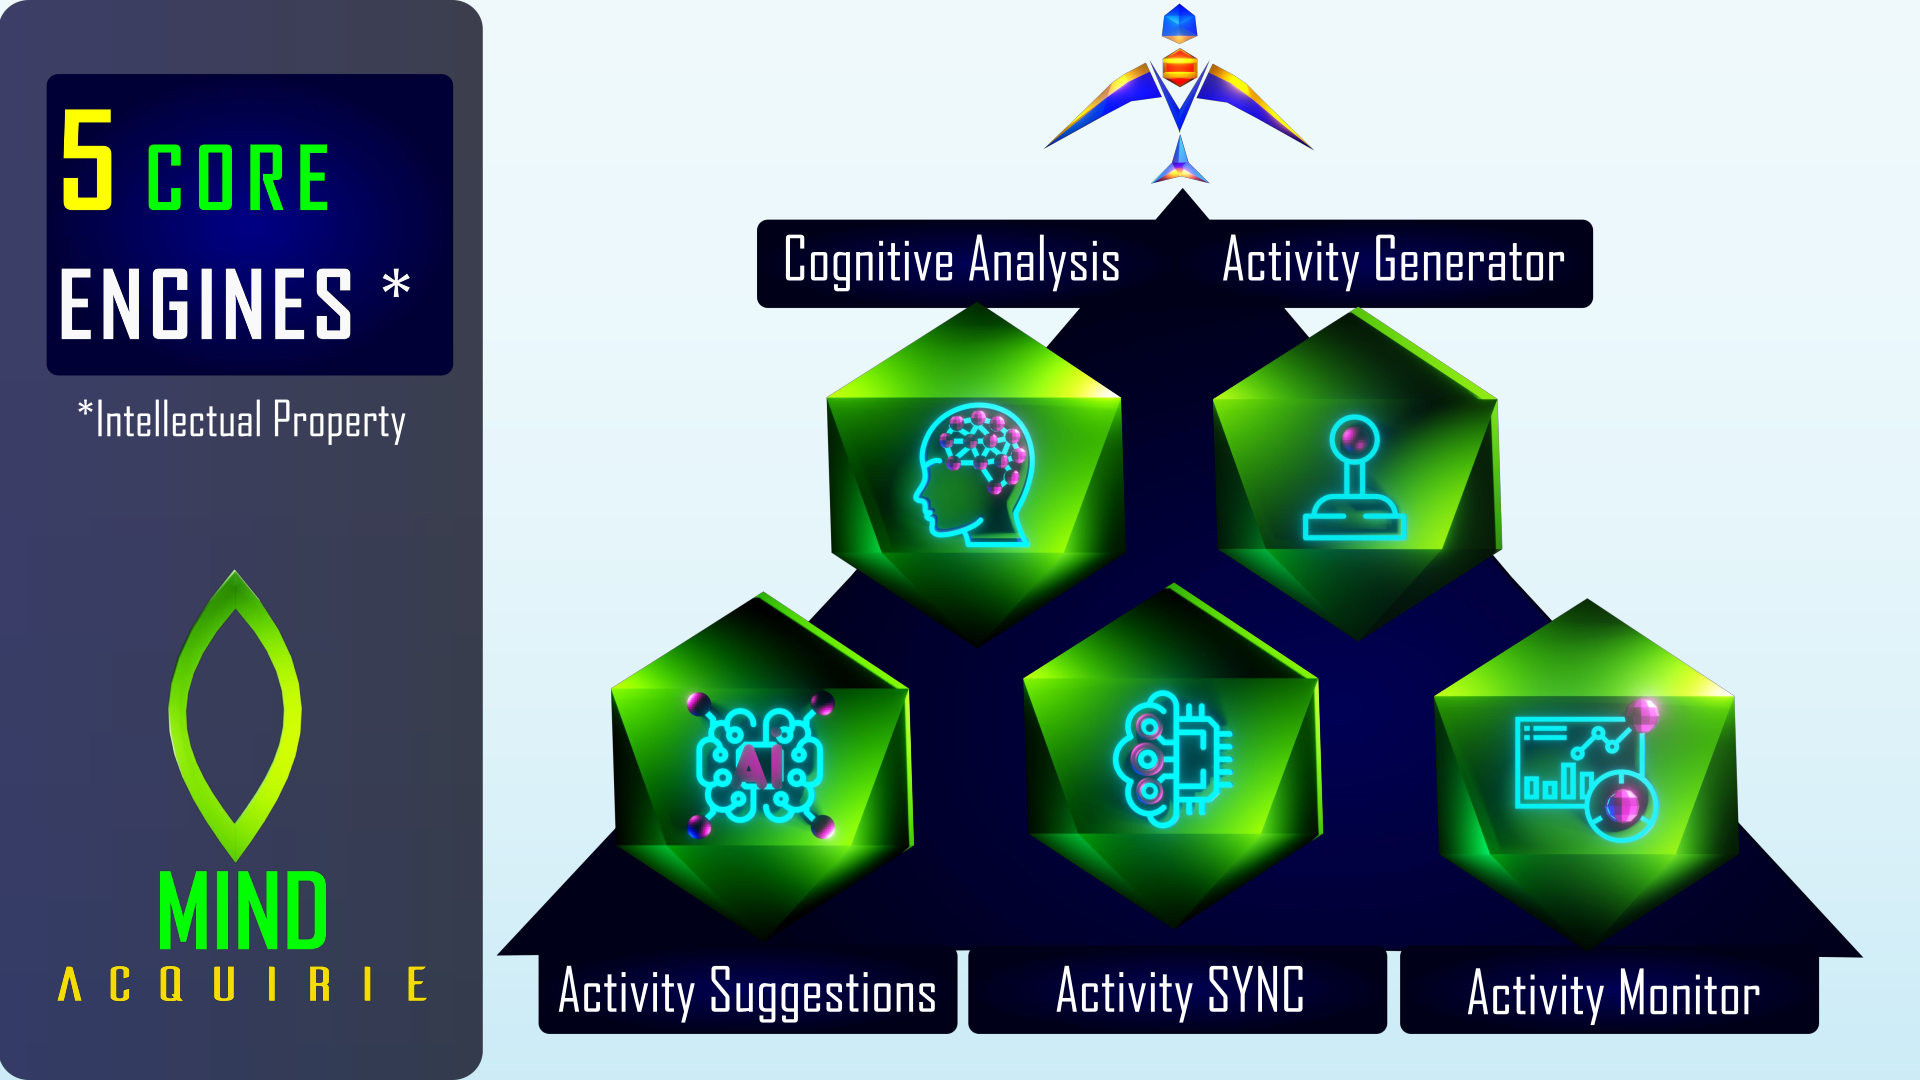 5 CORE
ENGINES *
*Intellectual Property
MIND
ACQUIRIE
Cognitive Analysis
Activity Generator
AI
Activity Suggestions
Activity SYNC
Activity Monitor